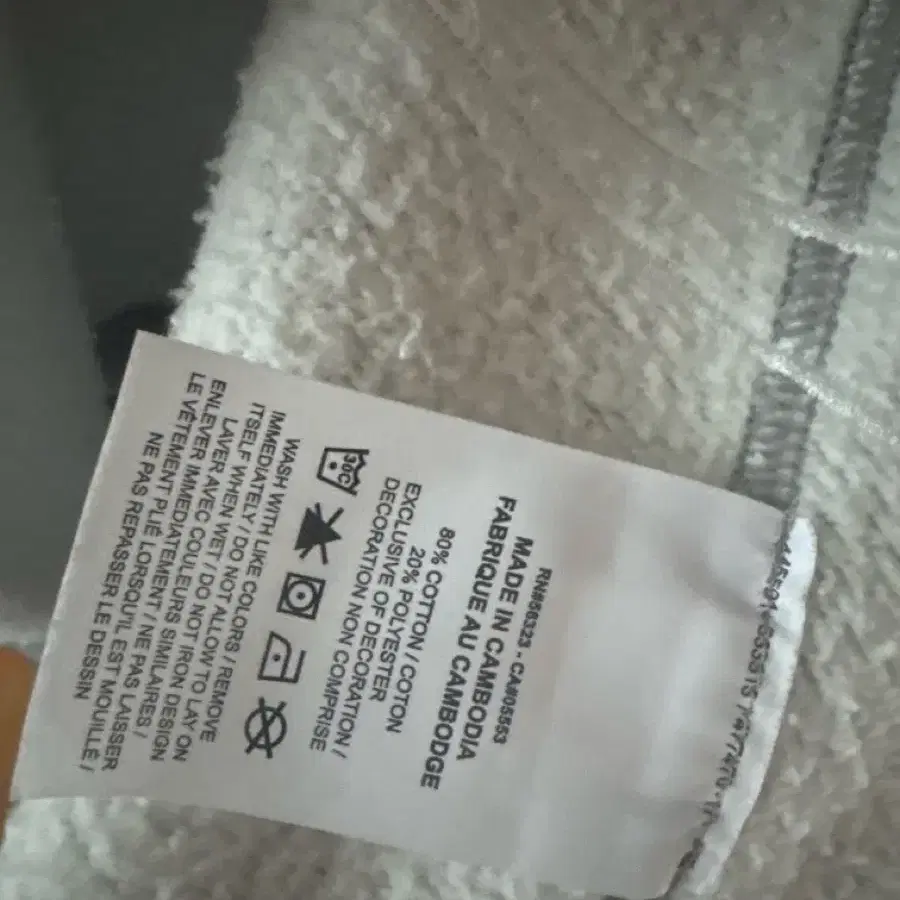 RN#56323 - CA#05553
MADE IN CAMBODIA
FABRIQUE AU CAMBODGE
80% COTTON / COTON
20% POLYESTER
EXCLUSIVE OF DECORATION
DECORATION NON COMPRISE
30C
WASH WITH LIKE COLORS / REMOVE
IMMEDIATELY / DO NOT ALLOW TO LAY ON
ITSELF WHEN WET / DO NOT IRON DESIGN
LAVER AVEC COULEURS SIMILAIRES /
ENLEVER IMMEDIATEMENT / NE PAS LAISSER
LE VÊTEMENT PLIÉ LORSQU'IL EST MOUILLÉ /
NE PAS REPASSER LE DESSIN